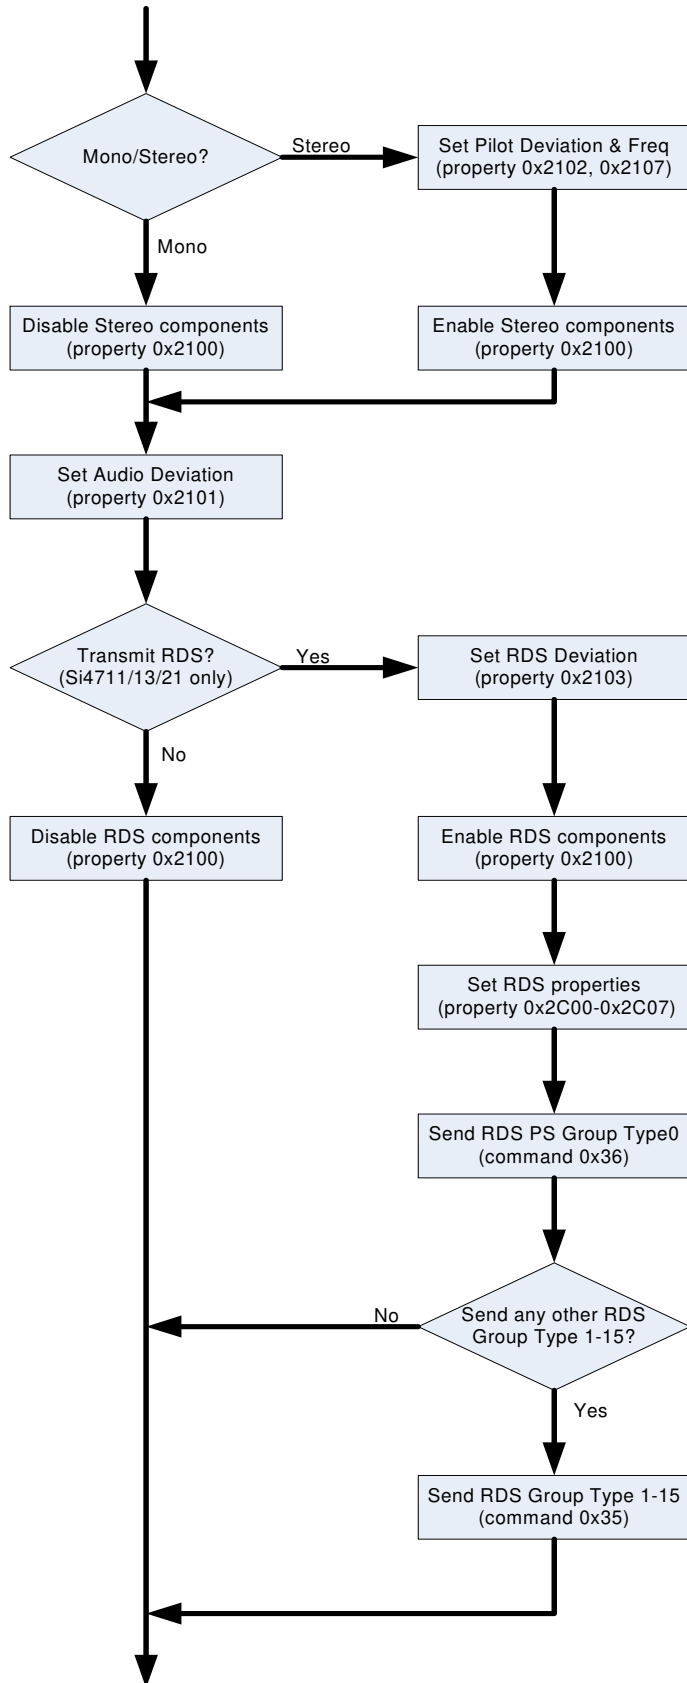 Mono/Stereo?
Stereo
Set Pilot Deviation & Freq
(property 0x2102, 0x2107)
Mono
Disable Stereo components
(property 0x2100)
Enable Stereo components
(property 0x2100)
Set Audio Deviation
(property 0x2101)
Transmit RDS?
(Si4711/13/21 only)
Yes
Set RDS Deviation
(property 0x2103)
No
Disable RDS components
(property 0x2100)
Enable RDS components
(property 0x2100)
Set RDS properties
(property 0x2C00-0x2C07)
Send RDS PS Group Type0
(command 0x36)
No
Send any other RDS
Group Type 1-15?
Yes
Send RDS Group Type 1-15
(command 0x35)